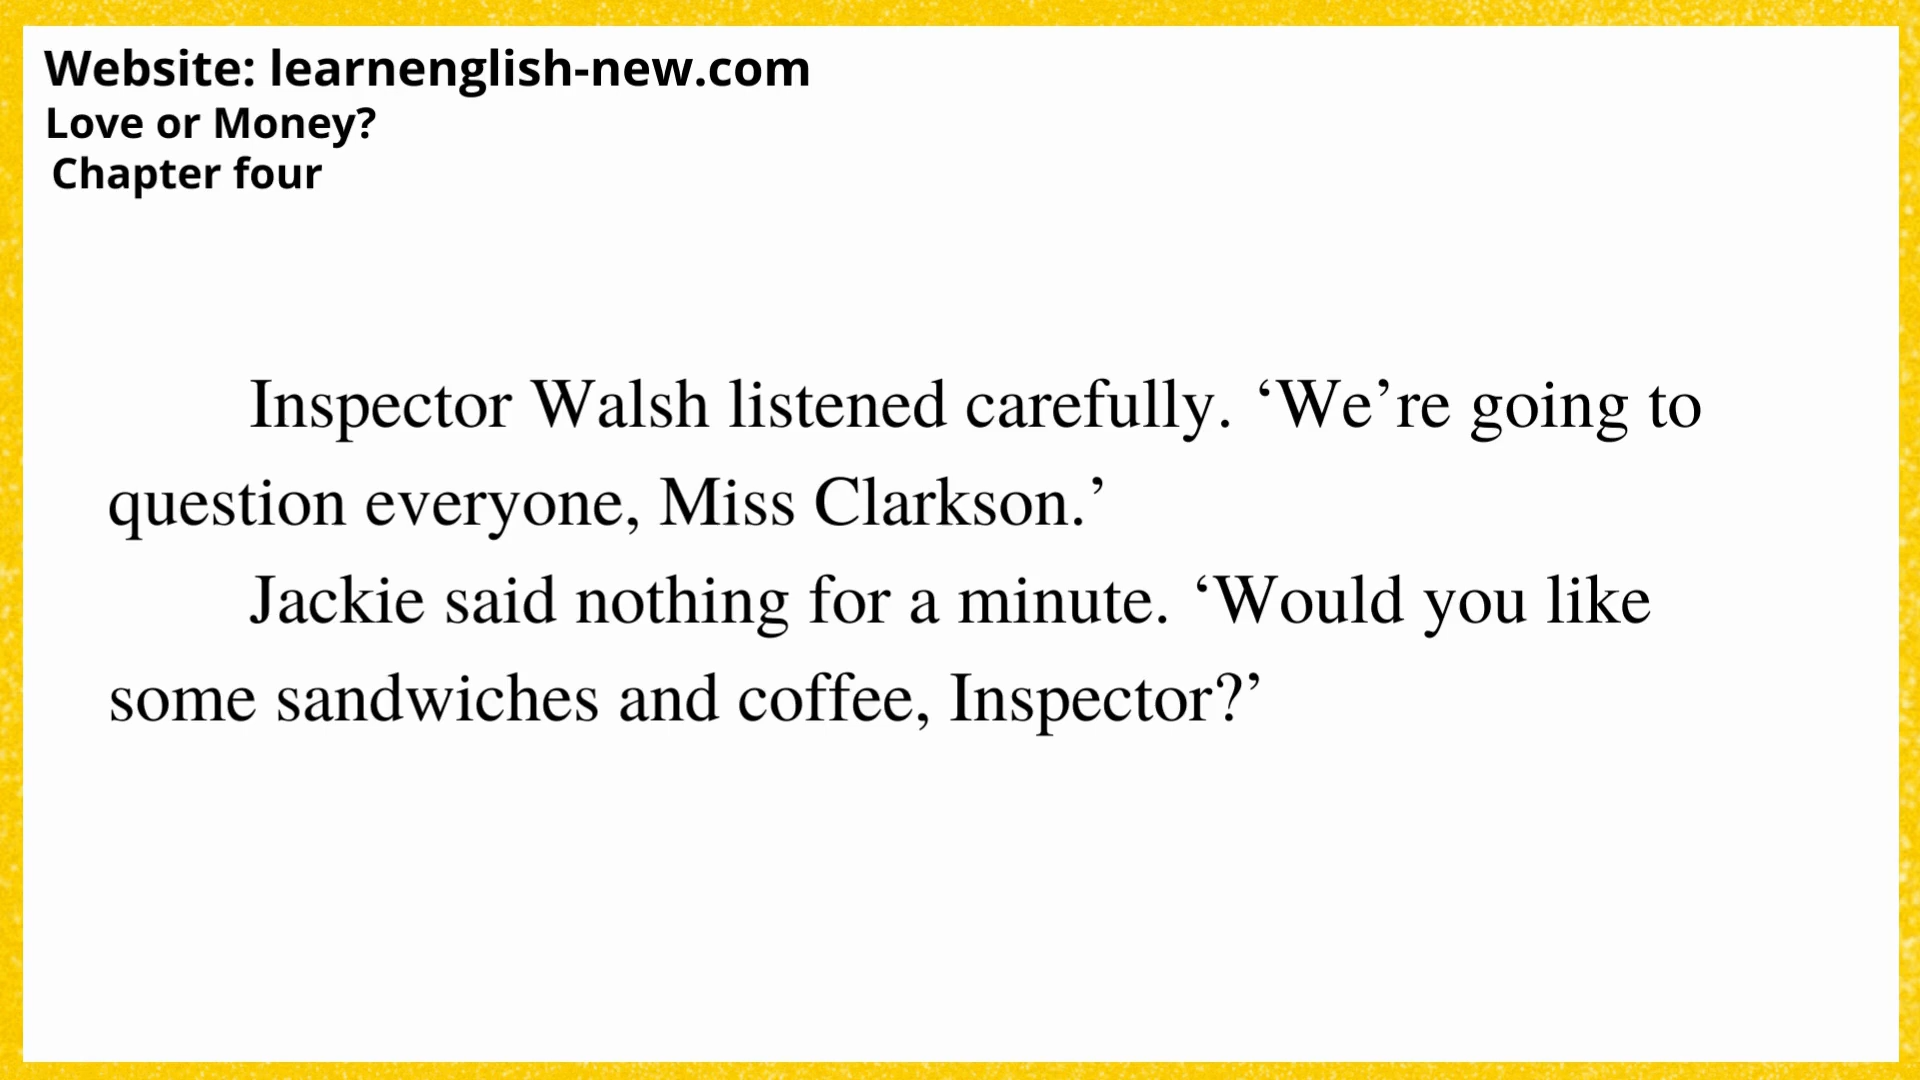 Website: learnenglish-new.com
Love or Money?
Chapter four
Inspector Walsh listened carefully. ‘We’re going to
question everyone, Miss Clarkson.’
Jackie said nothing for a minute. ‘Would you like
some sandwiches and coffee, Inspector?’